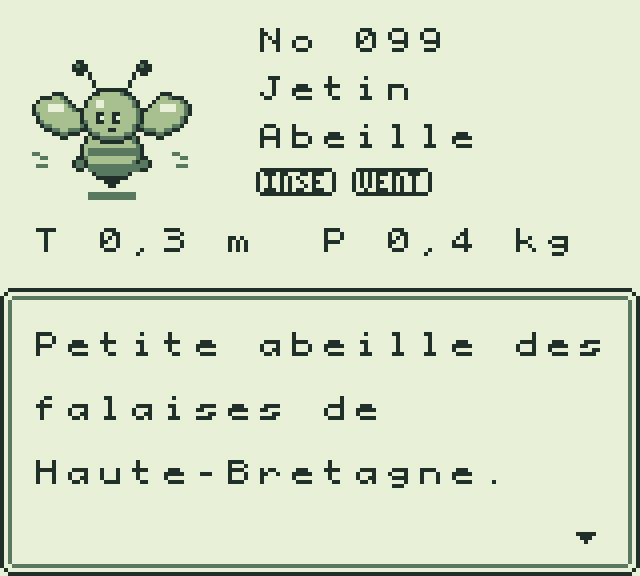 No 099
Jetin
Abeille
INSE VENT
T 0,3 m P 0,4 kg
Petite abeille des
falaises de
Haute-Bretagne.